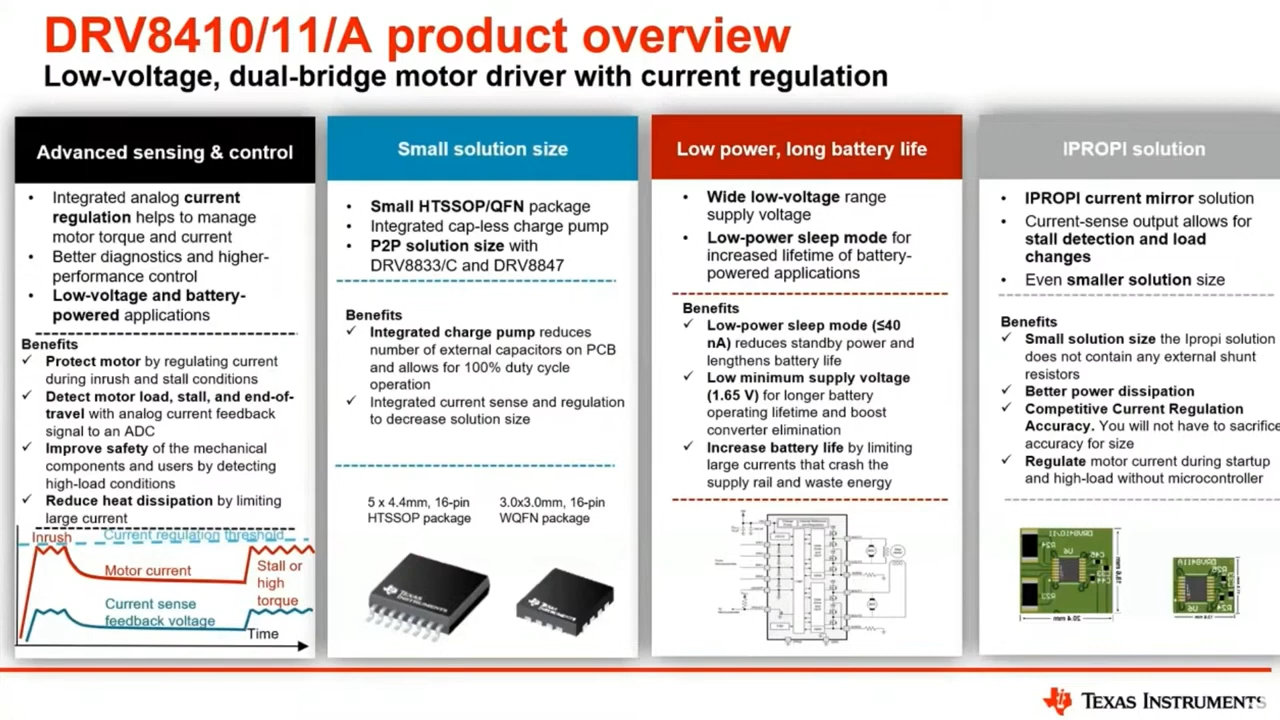 DRV8410/11/A product overview
Low-voltage, dual-bridge motor driver with current regulation
Advanced sensing & control
• Integrated analog current
regulation helps to manage
motor torque and current
• Better diagnostics and higher-
performance control
• Low-voltage and battery-
powered applications
Benefits
✓ Protect motor by regulating current
during inrush and stall conditions
✓ Detect motor load, stall, and end-of-
travel with analog current feedback
signal to an ADC
✓ Improve safety of the mechanical
components and users by detecting
high-load conditions
✓ Reduce heat dissipation by limiting
large current
Inrush
Current regulation threshold
Motor current
Stall or
high
torque
Current sense
feedback voltage
Time
Small solution size
• Small HTSSOP/QFN package
• Integrated cap-less charge pump
• P2P solution size with
DRV8833/C and DRV8847
Benefits
✓ Integrated charge pump reduces
number of external capacitors on PCB
and allows for 100% duty cycle
operation
✓ Integrated current sense and regulation
to decrease solution size
5 x 4.4mm, 16-pin
HTSSOP package
3.0x3.0mm, 16-pin
WQFN package
TEXAS
INSTRUMENTS
TEXAS
INSTRUMENTS
Low power, long battery life
• Wide low-voltage range
supply voltage
• Low-power sleep mode for
increased lifetime of battery-
powered applications
Benefits
✓ Low-power sleep mode (≤40
nA) reduces standby power and
lengthens battery life
✓ Low minimum supply voltage
(1.65 V) for longer battery
operating lifetime and boost
converter elimination
✓ Increase battery life by limiting
large currents that crash the
supply rail and waste energy
IPROPI solution
• IPROPI current mirror solution
• Current-sense output allows for
stall detection and load
changes
• Even smaller solution size
Benefits
✓ Small solution size the Ipropi solution
does not contain any external shunt
resistors
✓ Better power dissipation
✓ Competitive Current Regulation
Accuracy. You will not have to sacrifice
accuracy for size
✓ Regulate motor current during startup
and high-load without microcontroller
TEXAS INSTRUMENTS